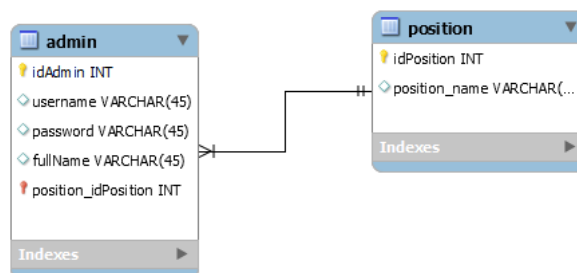 admin
idAdmin INT
username VARCHAR(45)
password VARCHAR(45)
fullName VARCHAR(45)
position_idPosition INT
Indexes
position
idPosition INT
position_name VARCHAR(...
Indexes